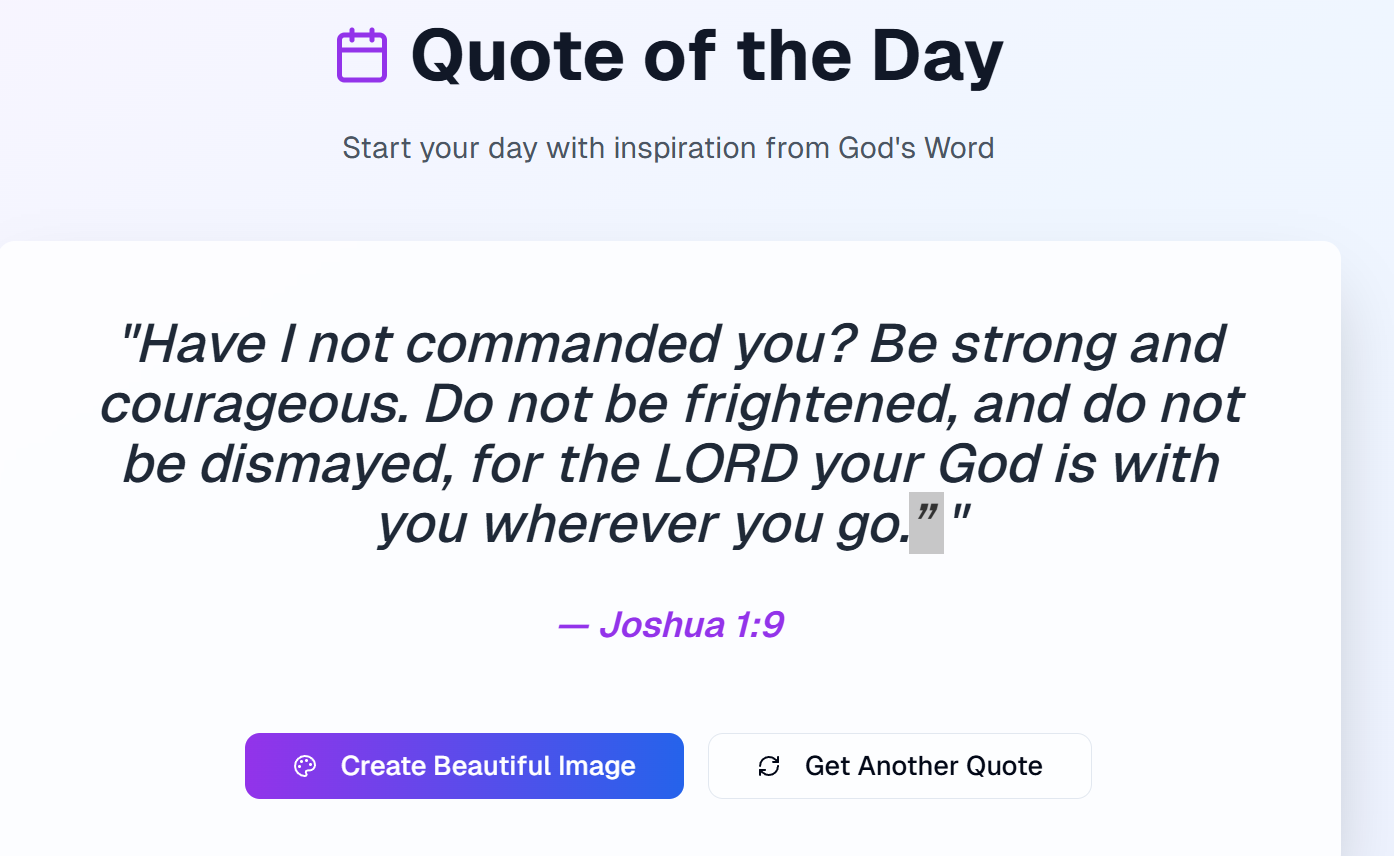 Quote of the Day
Start your day with inspiration from God's Word
"Have I not commanded you? Be strong and
courageous. Do not be frightened, and do not
be dismayed, for the LORD your God is with
you wherever you go.” "
— Joshua 1:9
Create Beautiful Image
Get Another Quote